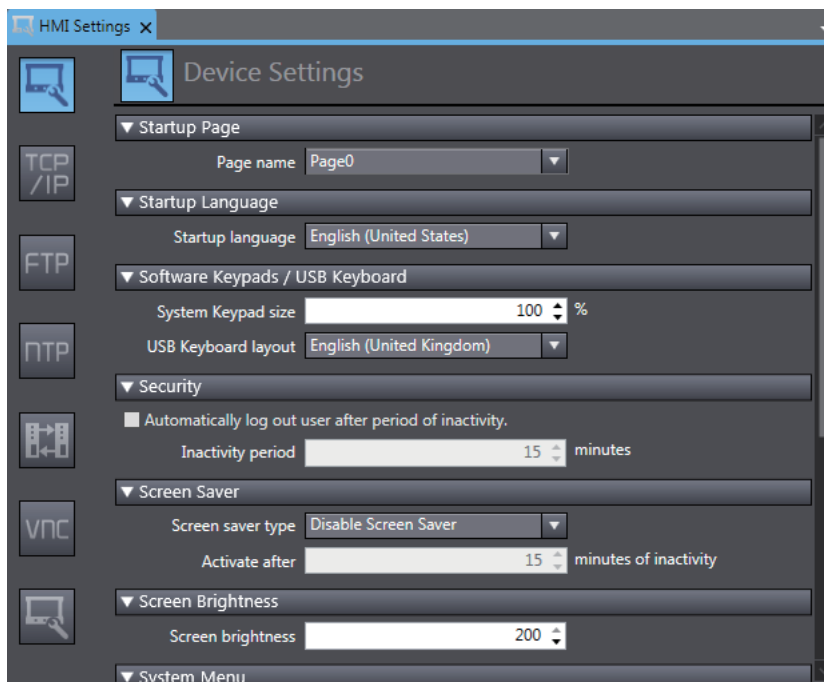 HMI Settings
Device Settings
Startup Page
Page name Page0
Startup Language
Startup language English (United States)
Software Keypads / USB Keyboard
System Keypad size 100 %
USB Keyboard layout English (United Kingdom)
Security
Automatically log out user after period of inactivity.
Inactivity period 15 minutes
Screen Saver
Screen saver type Disable Screen Saver
Activate after 15 minutes of inactivity
Screen Brightness
Screen brightness 200
System Menu
TCP
/IP
FTP
NTP
VNC